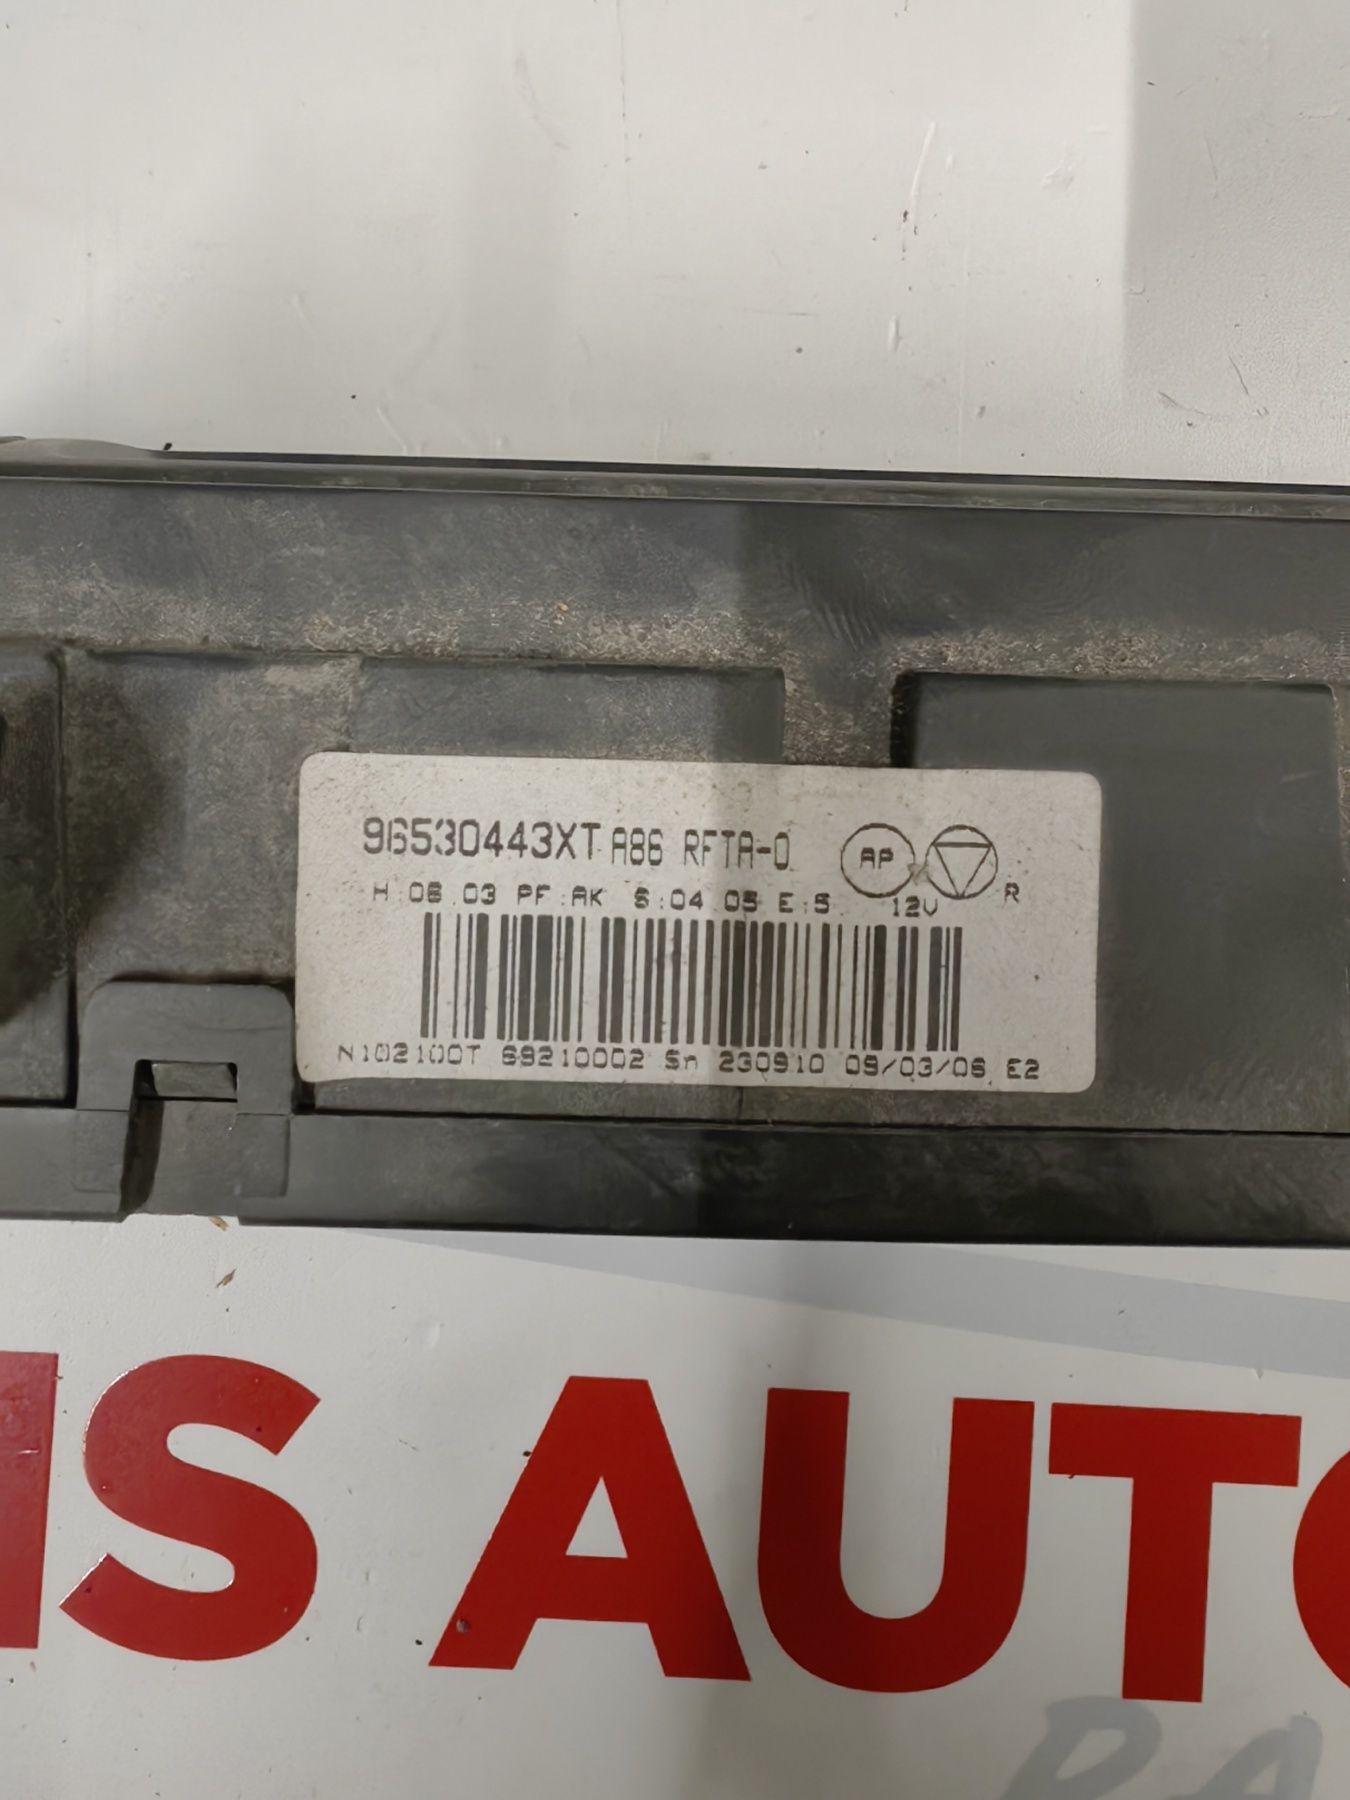 96530443XT A86 RFTA-0 AP
H:06.03 PF:AK S:04.05 E:5 12V R
N102100T 69210002 Sn 230910 09/03/06 E2
IS AUTO